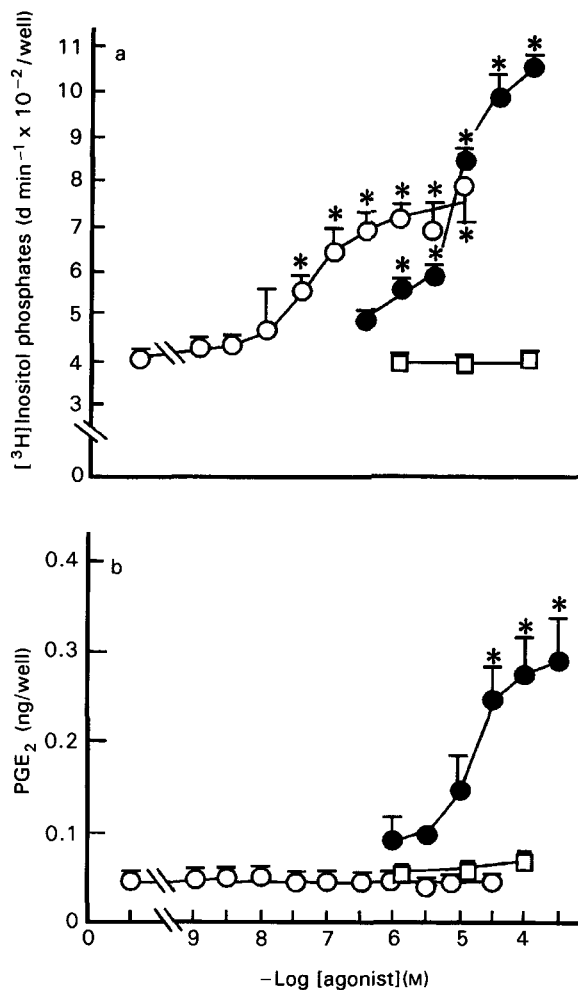 a
[³H]Inositol phosphates (d min⁻¹ x 10⁻²/well)
11
10
9
8
7
6
5
4
3
0
* * * * * * * * * * *
b
PGE₂ (ng/well)
0.4
0.3
0.2
0.1
0
* * *
0 9 8 7 6 5 4
−Log [agonist](M)